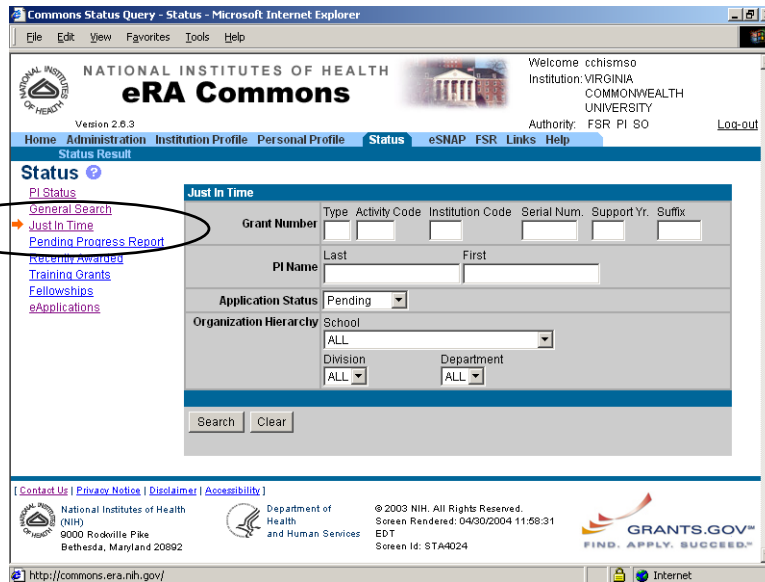 Commons Status Query - Status - Microsoft Internet Explorer
File Edit View Favorites Tools Help
NATIONAL INSTITUTES OF HEALTH
eRA Commons
Version 2.6.3
Welcome cchismso
Institution: VIRGINIA
COMMONWEALTH
UNIVERSITY
Authority: FSR PI SO
Log-out
Home Administration Institution Profile Personal Profile Status eSNAP FSR Links Help
Status Result
Status ?
PI Status
General Search
Just In Time
Pending Progress Report
Recently Awarded
Training Grants
Fellowships
eApplications
Just In Time
Type Activity Code Institution Code Serial Num. Support Yr. Suffix
Grant Number
Last First
PI Name
Application Status Pending
Organization Hierarchy School
ALL
Division Department
ALL ALL
Search Clear
[ Contact Us | Privacy Notice | Disclaimer | Accessibility ]
National Institutes of Health
(NIH)
9000 Rockville Pike
Bethesda, Maryland 20892
Department of
Health
and Human Services
© 2003 NIH. All Rights Reserved.
Screen Rendered: 04/30/2004 11:58:31
EDT
Screen Id: STA4024
GRANTS.GOV℠
FIND. APPLY. SUCCEED.℠
http://commons.era.nih.gov/
Internet